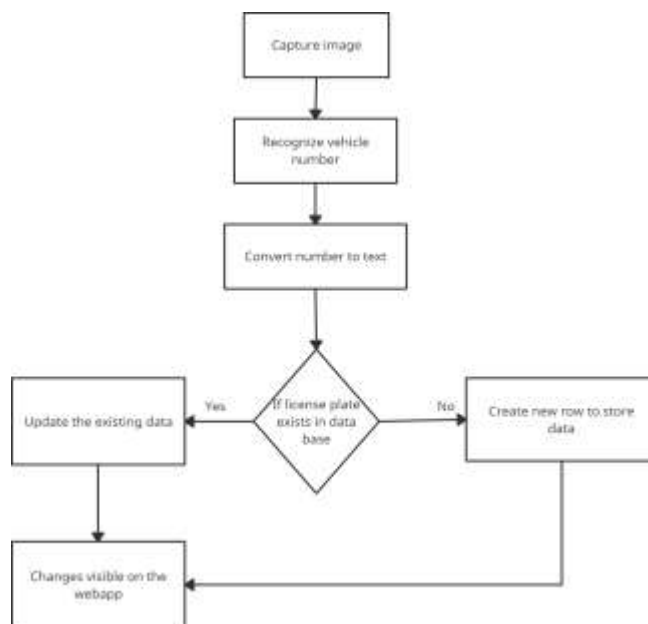 Capture image
Recognize vehicle
number
Convert number to text
If license plate
exists in data
base
Yes
No
Update the existing data
Create new row to store
data
Changes visible on the
webapp